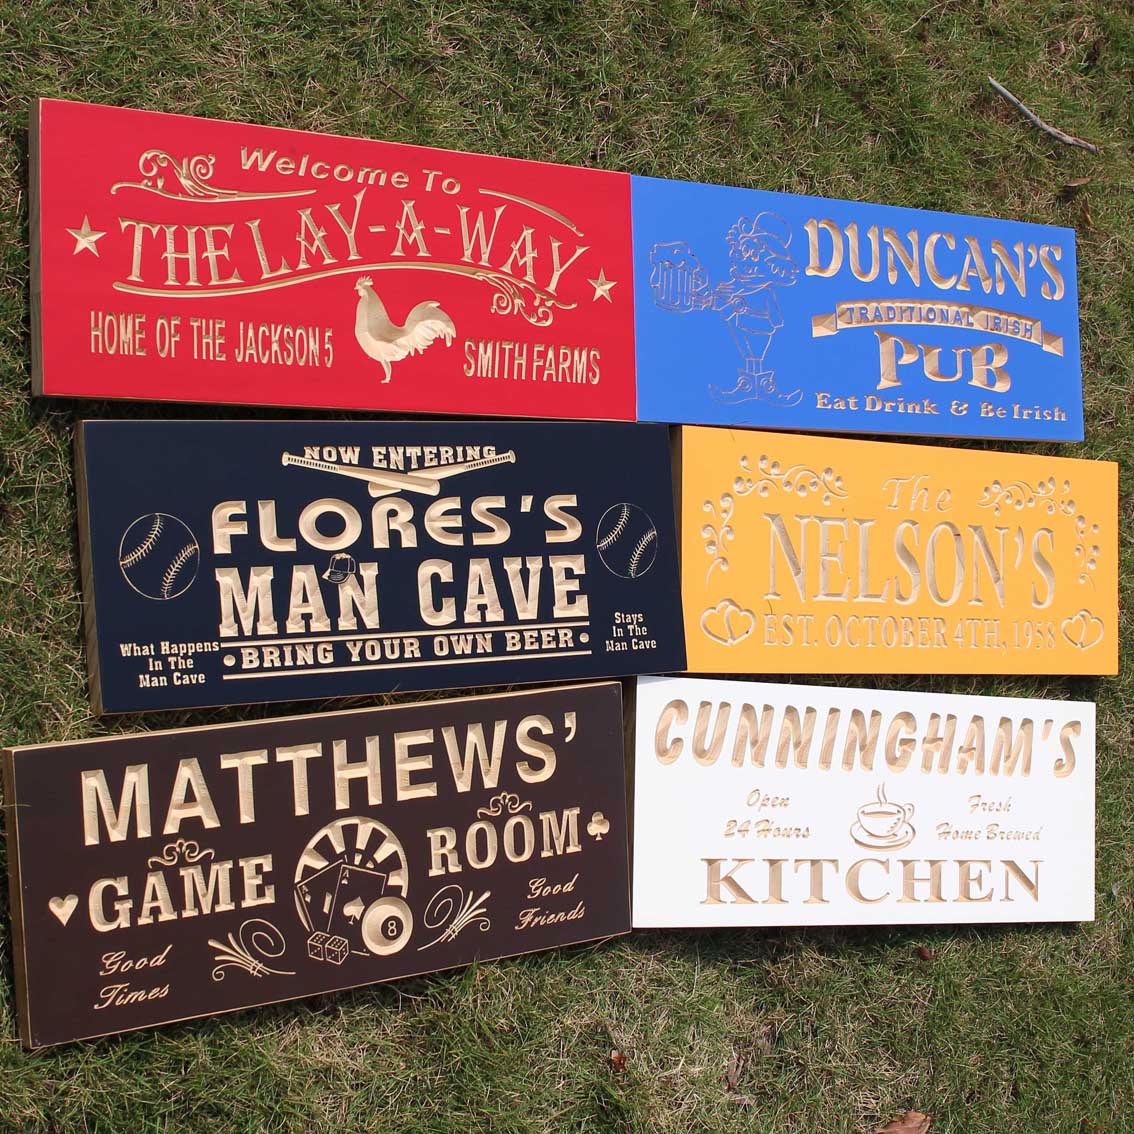 Welcome To
THE LAY-A-WAY
HOME OF THE JACKSON 5
SMITH FARMS
DUNCAN'S
TRADITIONAL IRISH
PUB
Eat Drink & Be Irish
NOW ENTERING
FLORES'S
MAN CAVE
• BRING YOUR OWN BEER •
What Happens
In The
Man Cave
Stays
In The
Man Cave
The
NELSON'S
EST. OCTOBER 4TH, 1958
MATTHEWS'
GAME ROOM
Good
Times
A A
8
Good
Friends
CUNNINGHAM'S
Open
24 Hours
Fresh
Home Brewed
KITCHEN